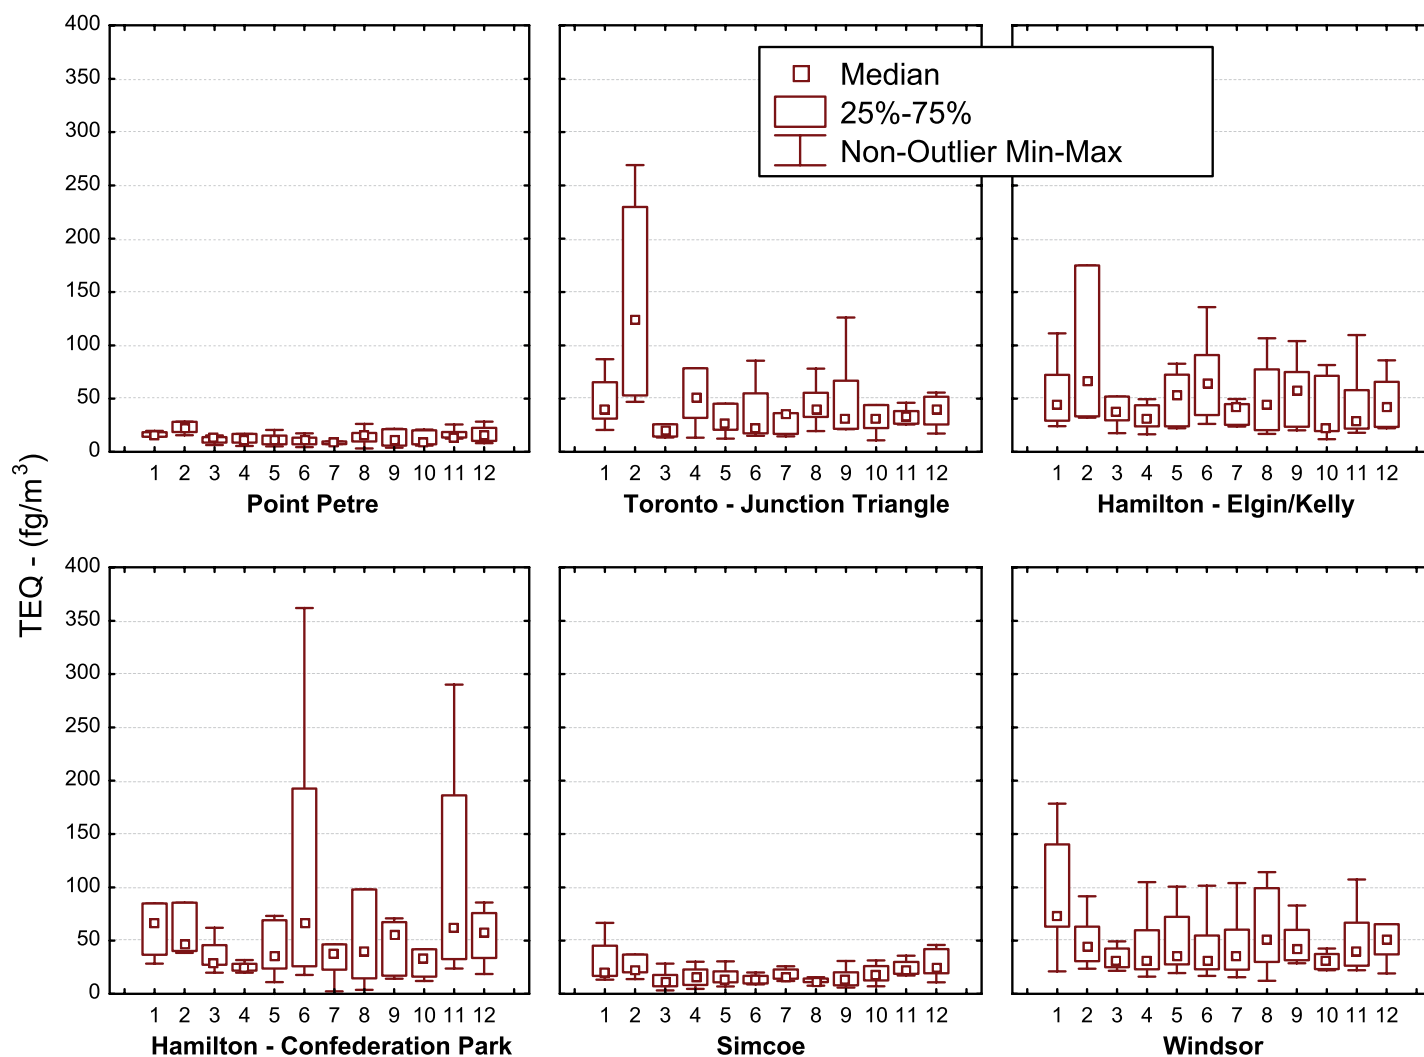 400
350
300
250
200
150
100
50
0
Median
25%-75%
Non-Outlier Min-Max
1 2 3 4 5 6 7 8 9 10 11 12
Point Petre
1 2 3 4 5 6 7 8 9 10 11 12
Toronto - Junction Triangle
1 2 3 4 5 6 7 8 9 10 11 12
Hamilton - Elgin/Kelly
TEQ - (fg/m³)
400
350
300
250
200
150
100
50
0
1 2 3 4 5 6 7 8 9 10 11 12
Hamilton - Confederation Park
1 2 3 4 5 6 7 8 9 10 11 12
Simcoe
1 2 3 4 5 6 7 8 9 10 11 12
Windsor